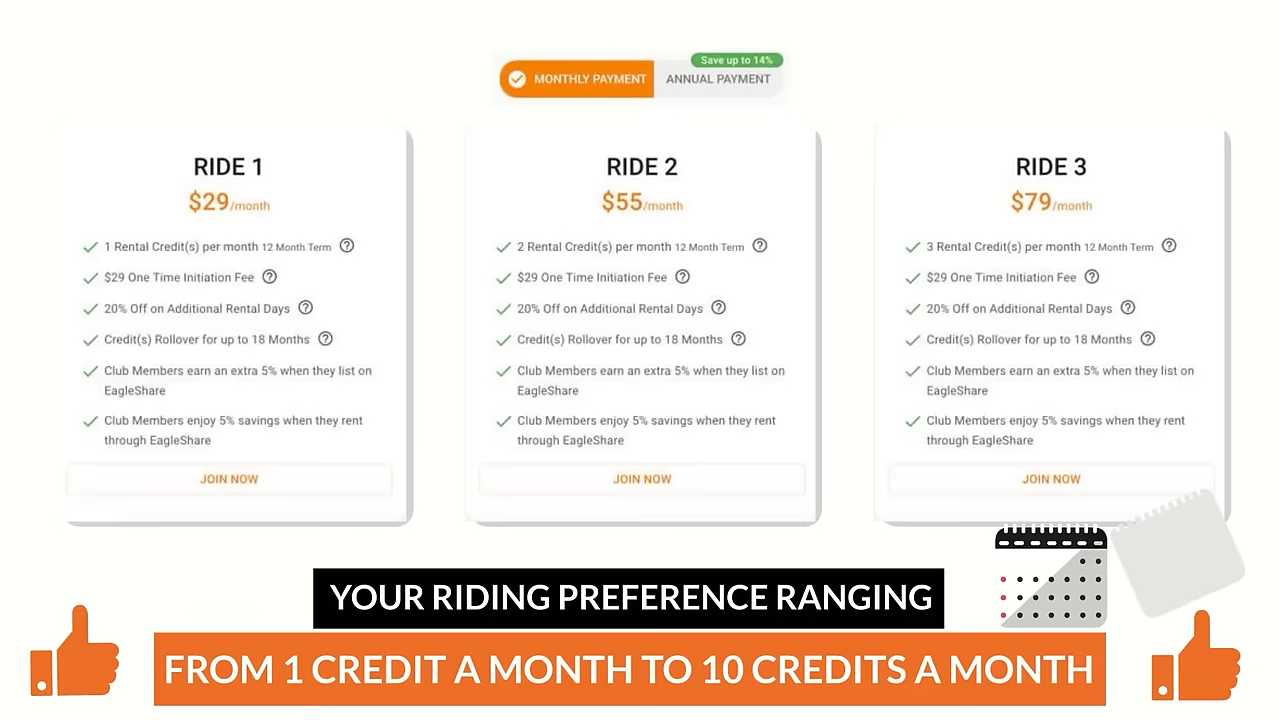 Save up to 14%
MONTHLY PAYMENT ANNUAL PAYMENT
RIDE 1
$29/month
1 Rental Credit(s) per month 12 Month Term
$29 One Time Initiation Fee
20% Off on Additional Rental Days
Credit(s) Rollover for up to 18 Months
Club Members earn an extra 5% when they list on
EagleShare
Club Members enjoy 5% savings when they rent
through EagleShare
JOIN NOW
RIDE 2
$55/month
2 Rental Credit(s) per month 12 Month Term
$29 One Time Initiation Fee
20% Off on Additional Rental Days
Credit(s) Rollover for up to 18 Months
Club Members earn an extra 5% when they list on
EagleShare
Club Members enjoy 5% savings when they rent
through EagleShare
JOIN NOW
RIDE 3
$79/month
3 Rental Credit(s) per month 12 Month Term
$29 One Time Initiation Fee
20% Off on Additional Rental Days
Credit(s) Rollover for up to 18 Months
Club Members earn an extra 5% when they list on
EagleShare
Club Members enjoy 5% savings when they rent
through EagleShare
JOIN NOW
YOUR RIDING PREFERENCE RANGING
FROM 1 CREDIT A MONTH TO 10 CREDITS A MONTH